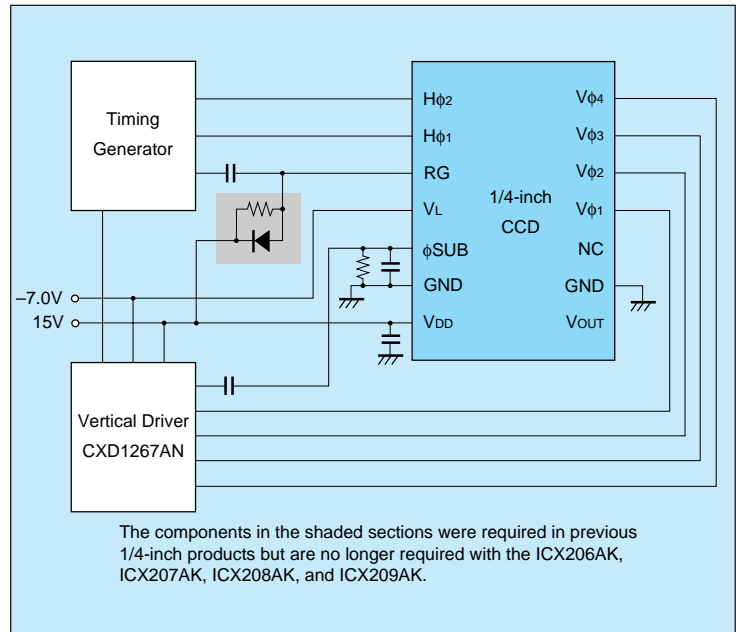 Timing
Generator
Hϕ2
Hϕ1
RG
VL
ϕSUB
GND
VDD
1/4-inch
CCD
Vϕ4
Vϕ3
Vϕ2
Vϕ1
NC
GND
VOUT
–7.0V
15V
Vertical Driver
CXD1267AN
The components in the shaded sections were required in previous
1/4-inch products but are no longer required with the ICX206AK,
ICX207AK, ICX208AK, and ICX209AK.